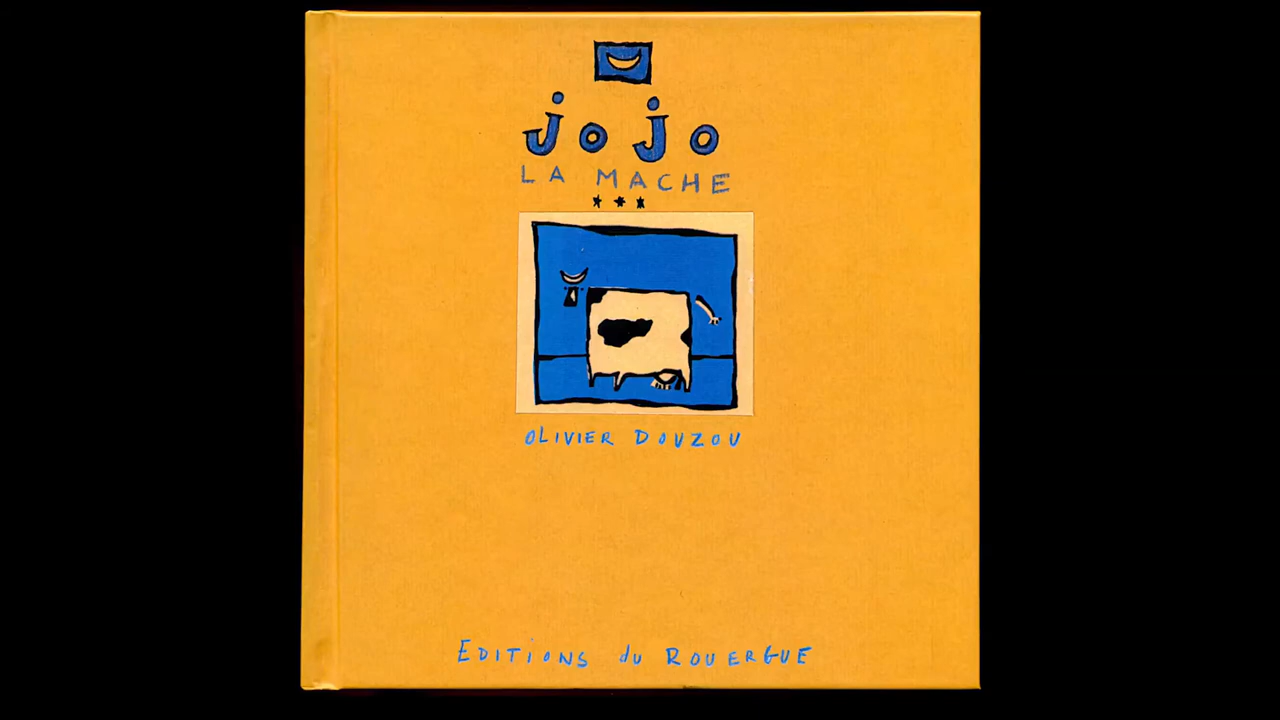 jojo
LA MACHE
***
OLIVIER DOUZOU
EDITIONS du ROUERGUE